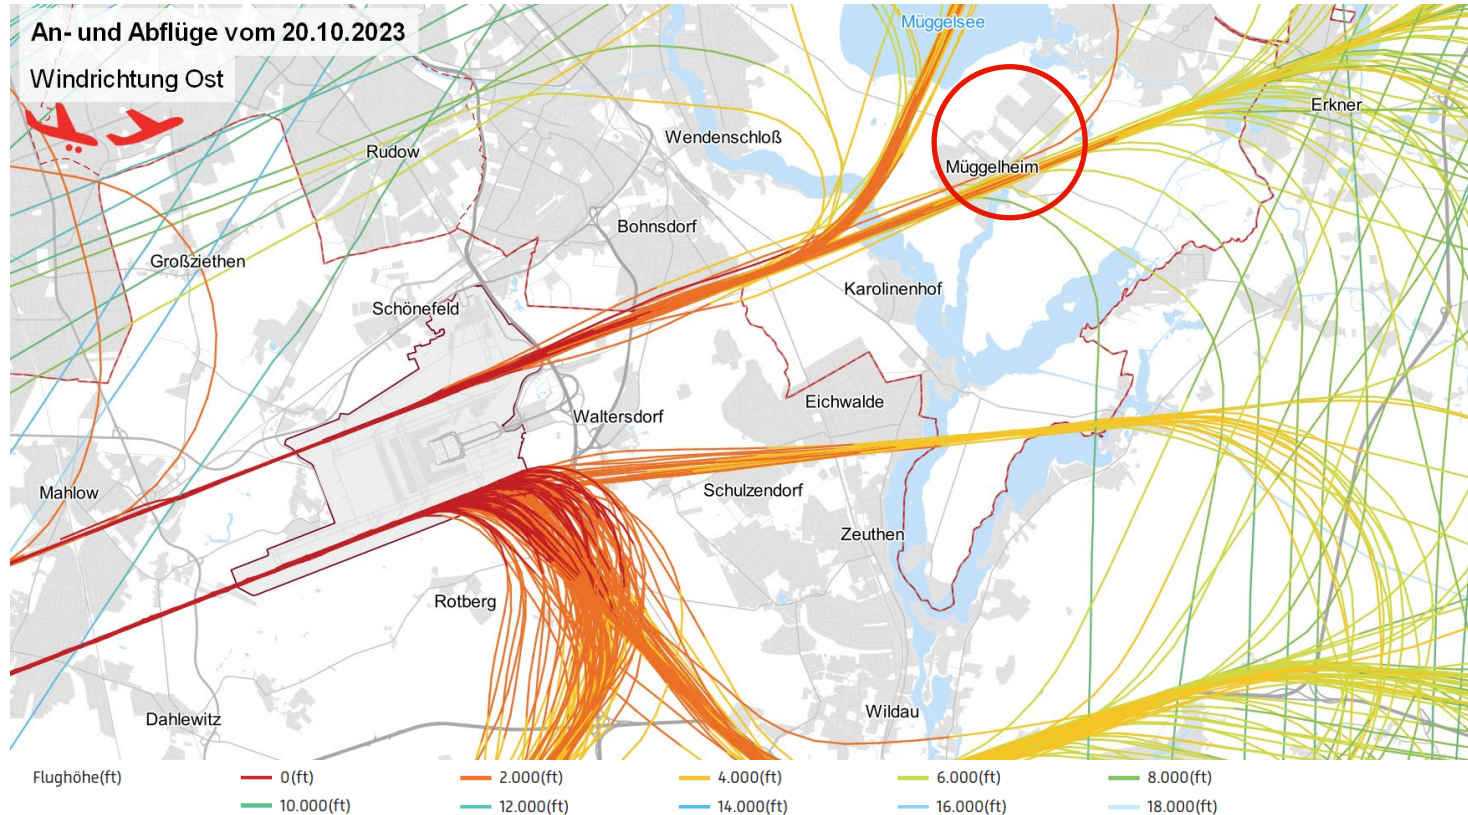 An- und Abflüge vom 20.10.2023
Windrichtung Ost
Müggelsee
Erkner
Wendenschloß
Rudow
Müggelheim
Bohnsdorf
Großziethen
Karolinenhof
Schönefeld
Eichwalde
Waltersdorf
Mahlow
Schulzendorf
Zeuthen
Rotberg
Wildau
Dahlewitz
Flughöhe(ft) 0(ft) 2.000(ft) 4.000(ft) 6.000(ft) 8.000(ft)
10.000(ft) 12.000(ft) 14.000(ft) 16.000(ft) 18.000(ft)